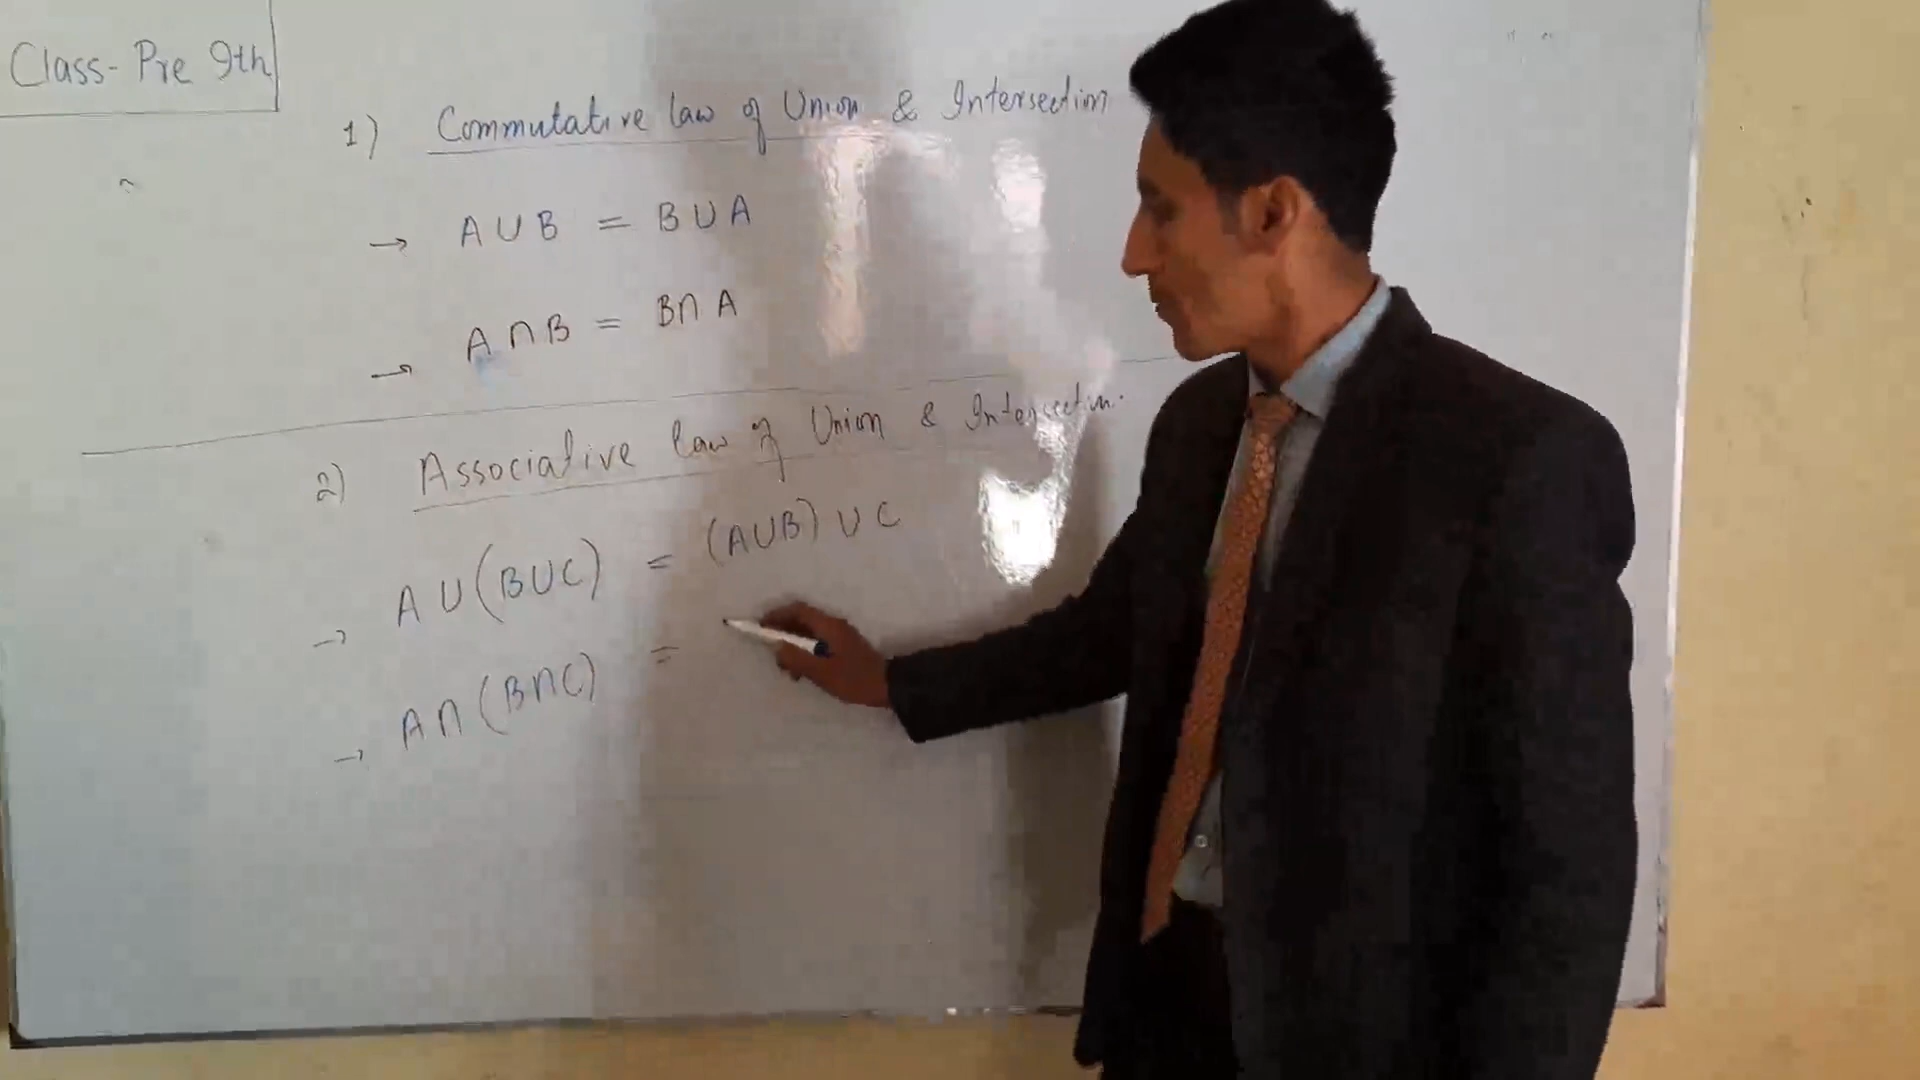 Class- Pre 9th
1) Commutative law of Union & Intersection
→ A ∪ B = B ∪ A
→ A ∩ B = B ∩ A
2) Associative law of Union & Intersection.
→ A ∪ (B ∪ C) = (A ∪ B) ∪ C
→ A ∩ (B ∩ C) =